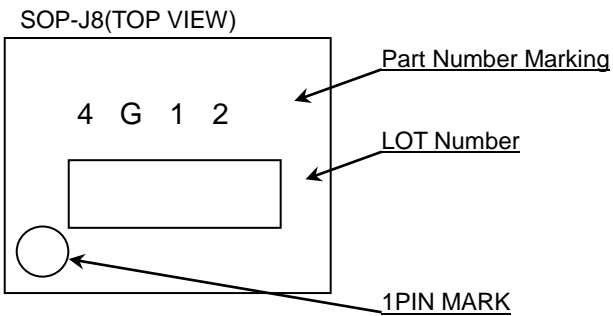 SOP-J8(TOP VIEW)
Part Number Marking
4 G 1 2
LOT Number
1PIN MARK